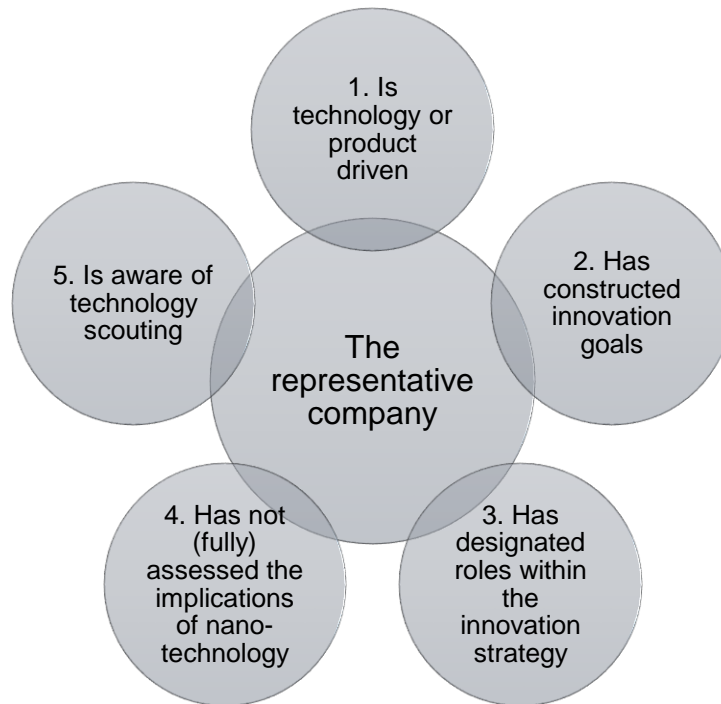 1. Is
technology or
product
driven
2. Has
constructed
innovation
goals
3. Has
designated
roles within
the
innovation
strategy
4. Has not
(fully)
assessed the
implications
of nano-
technology
5. Is aware of
technology
scouting
The
representative
company